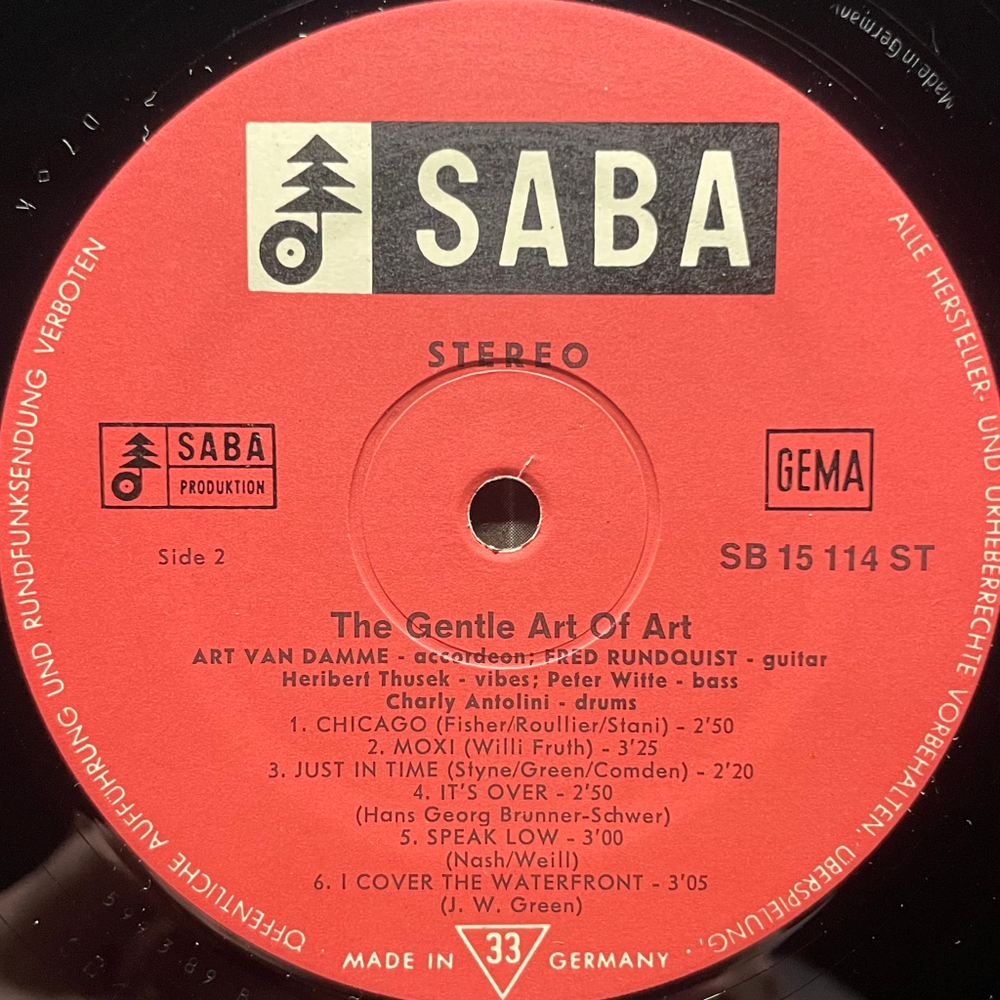 SABA
STEREO
SABA
PRODUKTION
GEMA
Side 2
SB 15 114 ST
The Gentle Art Of Art
ART VAN DAMME - accordeon; FRED RUNDQUIST - guitar
Heribert Thusek - vibes; Peter Witte - bass
Charly Antolini - drums
1. CHICAGO (Fisher/Roullier/Stani) - 2'50
2. MOXI (Willi Fruth) - 3'25
3. JUST IN TIME (Styne/Green/Comden) - 2'20
4. IT'S OVER - 2'50
(Hans Georg Brunner-Schwer)
5. SPEAK LOW - 3'00
(Nash/Weill)
6. I COVER THE WATERFRONT - 3'05
(J. W. Green)
MADE IN 33 GERMANY
ALLE HERSTELLER- UND URHEBERRECHTE VORBEHALTEN, ÜBERSPIELUNG,
ÖFFENTLICHE AUFFÜHRUNG UND RUNDFUNKSENDUNG VERBOTEN
Made in Germany